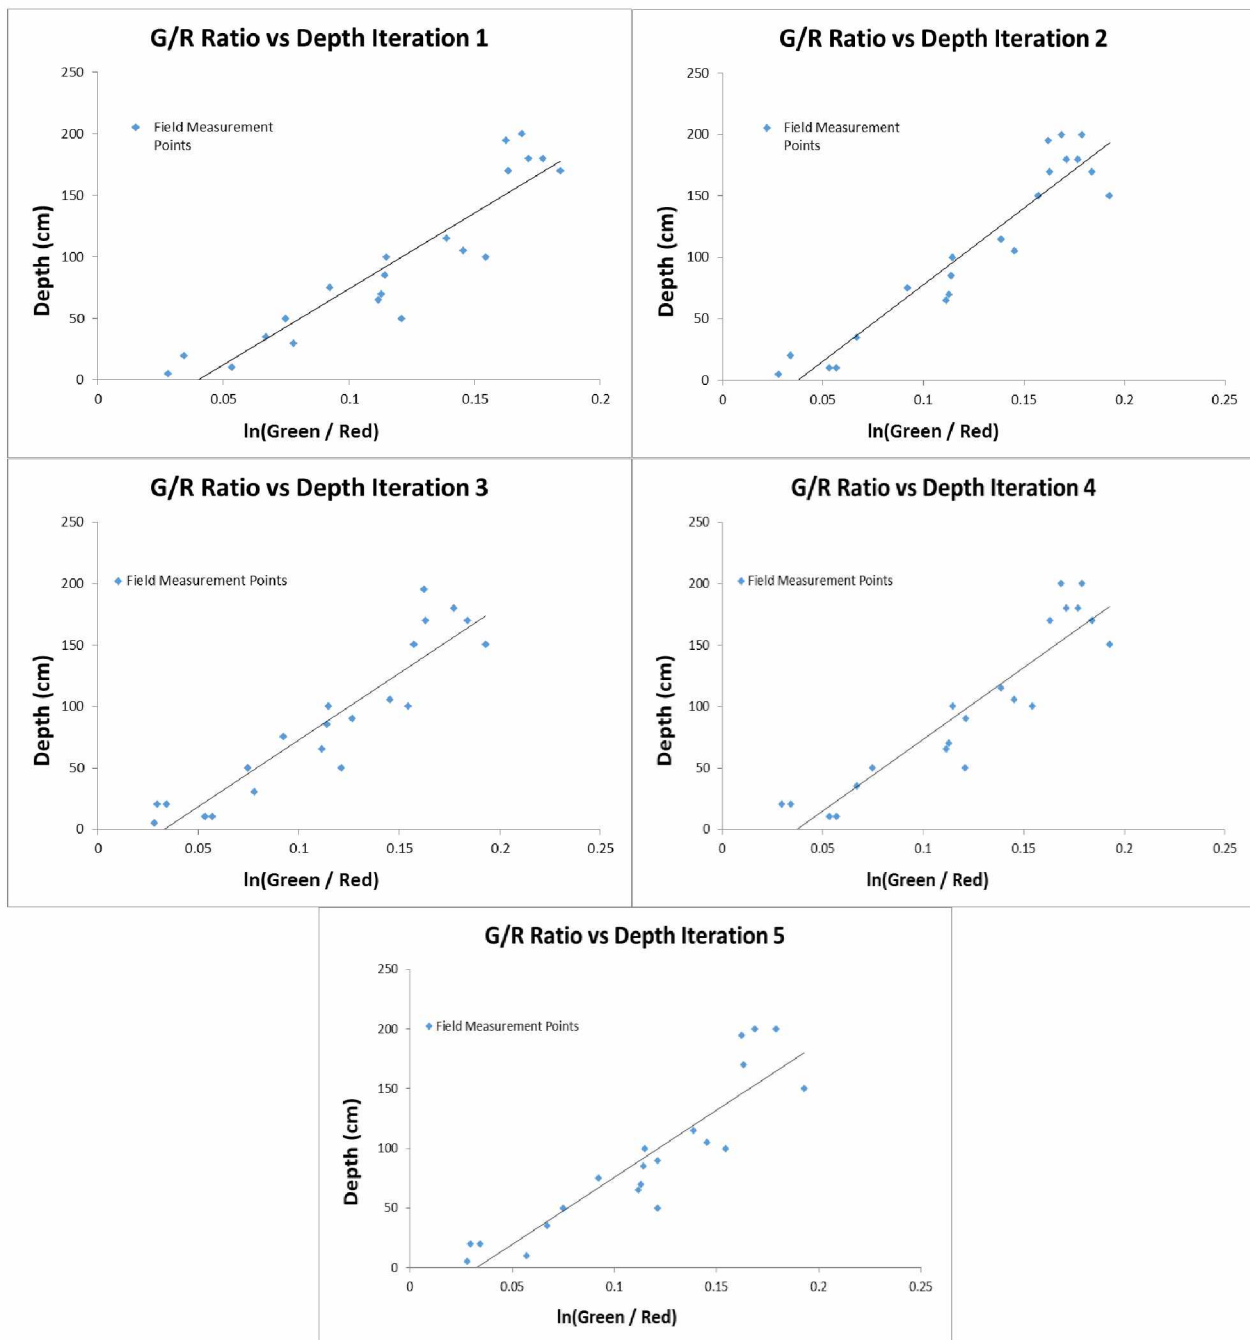 G/R Ratio vs Depth Iteration 1
250
200
150
100
50
0
0
0.05
0.1
0.15
0.2
Depth (cm)
ln(Green / Red)
Field Measurement
Points
G/R Ratio vs Depth Iteration 2
250
200
150
100
50
0
0
0.05
0.1
0.15
0.2
0.25
Depth (cm)
ln(Green / Red)
Field Measurement
Points
G/R Ratio vs Depth Iteration 3
250
200
150
100
50
0
0
0.05
0.1
0.15
0.2
0.25
Depth (cm)
ln(Green / Red)
Field Measurement Points
G/R Ratio vs Depth Iteration 4
250
200
150
100
50
0
0
0.05
0.1
0.15
0.2
0.25
Depth (cm)
ln(Green / Red)
Field Measurement Points
G/R Ratio vs Depth Iteration 5
250
200
150
100
50
0
0
0.05
0.1
0.15
0.2
0.25
Depth (cm)
ln(Green / Red)
Field Measurement Points